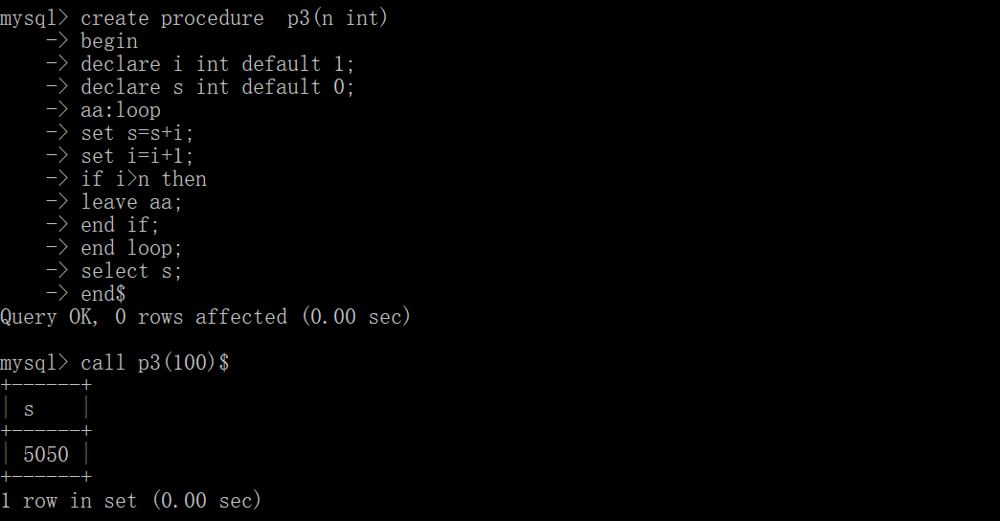 mysql> create procedure  p3(n int)
    -> begin
    -> declare i int default 1;
    -> declare s int default 0;
    -> aa:loop
    -> set s=s+i;
    -> set i=i+1;
    -> if i>n then
    -> leave aa;
    -> end if;
    -> end loop;
    -> select s;
    -> end$
Query OK, 0 rows affected (0.00 sec)
mysql> call p3(100)$
+------+
| s    |
+------+
| 5050 |
+------+
1 row in set (0.00 sec)